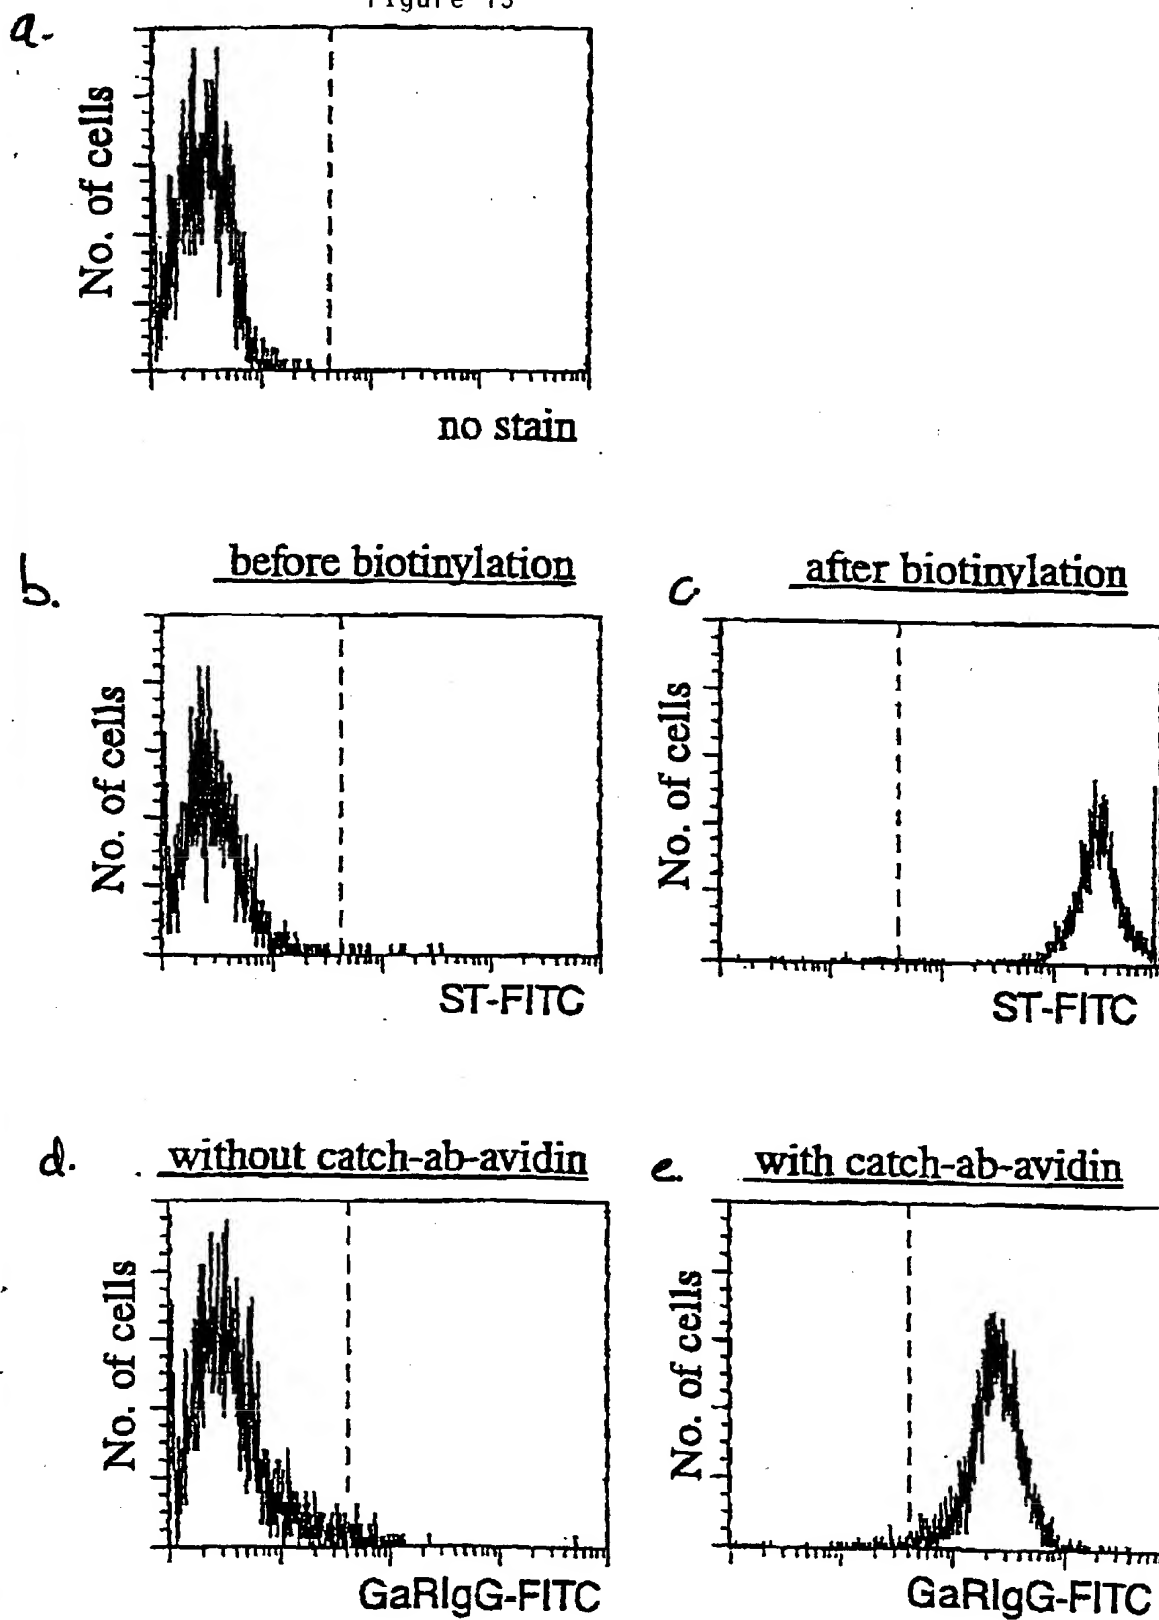 a.
No. of cells
no stain
b.
before biotinylation
No. of cells
ST-FITC
c
after biotinylation
No. of cells
ST-FITC
d.
without catch-ab-avidin
No. of cells
GaRIgG-FITC
e.
with catch-ab-avidin
No. of cells
GaRIgG-FITC